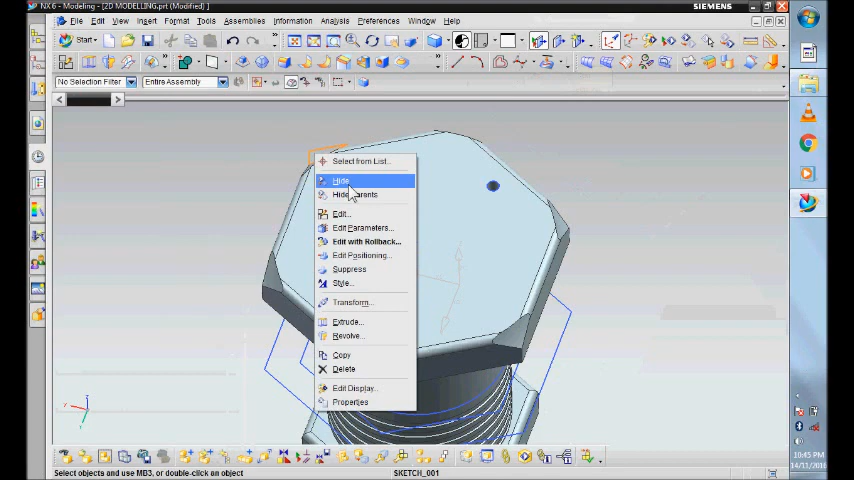 NX 6 - Modeling - [2D MODELLING.prt (Modified) ]
SIEMENS
File Edit View Insert Format Tools Assemblies Information Analysis Preferences Window Help
Start
No Selection Filter Entire Assembly
Select from List...
Hide
Hide Parents
Edit...
Edit Parameters...
Edit with Rollback...
Edit Positioning...
Suppress
Style...
Transform...
Extrude...
Revolve...
Copy
Delete
Edit Display...
Properties
Select objects and use MB3, or double-click an object SKETCH_001
10:45 PM
14/11/2016